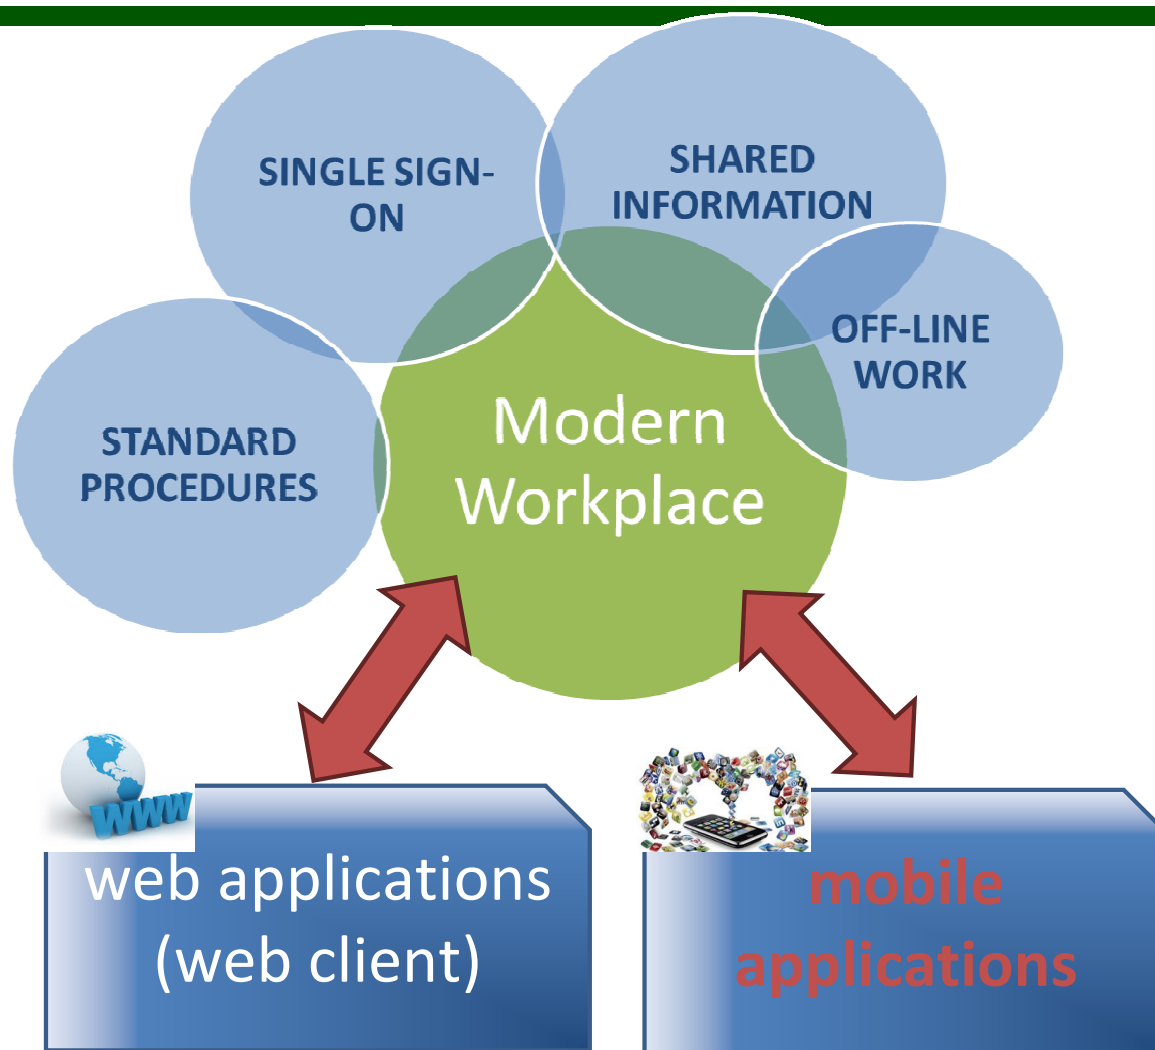 SINGLE SIGN-
ON
SHARED
INFORMATION
OFF-LINE
WORK
STANDARD
PROCEDURES
Modern
Workplace
WWW
web applications
(web client)
mobile
applications